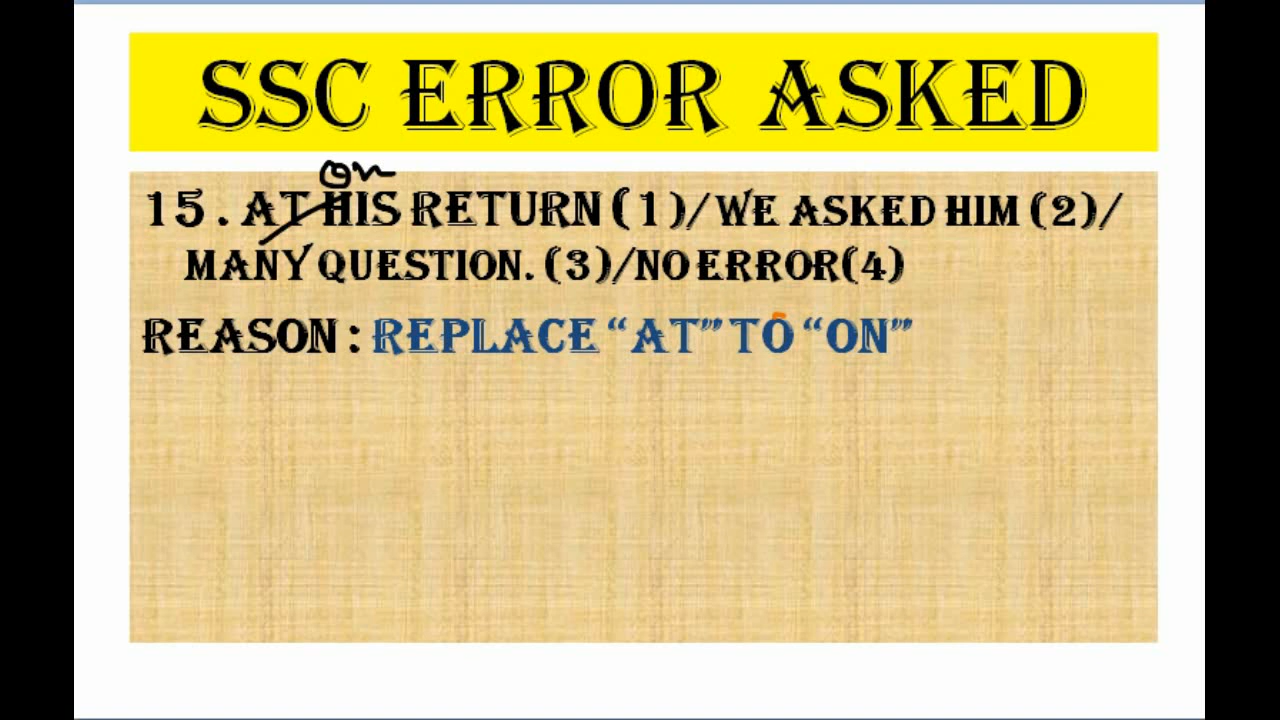 SSC ERROR ASKED
on
15. AT HIS RETURN (1)/WE ASKED HIM (2)/
MANY QUESTION. (3)/NO ERROR(4)
REASON : REPLACE “AT” TO “ON”